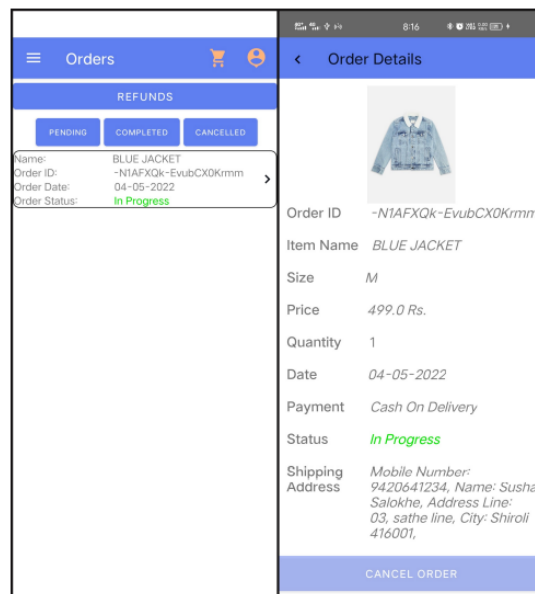 Orders
REFUNDS
PENDING COMPLETED CANCELLED
Name: BLUE JACKET
Order ID: -N1AFXQk-EvubCX0Krmm
Order Date: 04-05-2022
Order Status: In Progress
8:16
Order Details
Order ID -N1AFXQk-EvubCX0Krmm
Item Name BLUE JACKET
Size M
Price 499.0 Rs.
Quantity 1
Date 04-05-2022
Payment Cash On Delivery
Status In Progress
Shipping Address
Mobile Number:
9420641234, Name: Susha
Salokhe, Address Line:
03, sathe line, City: Shiroli
416001,
CANCEL ORDER